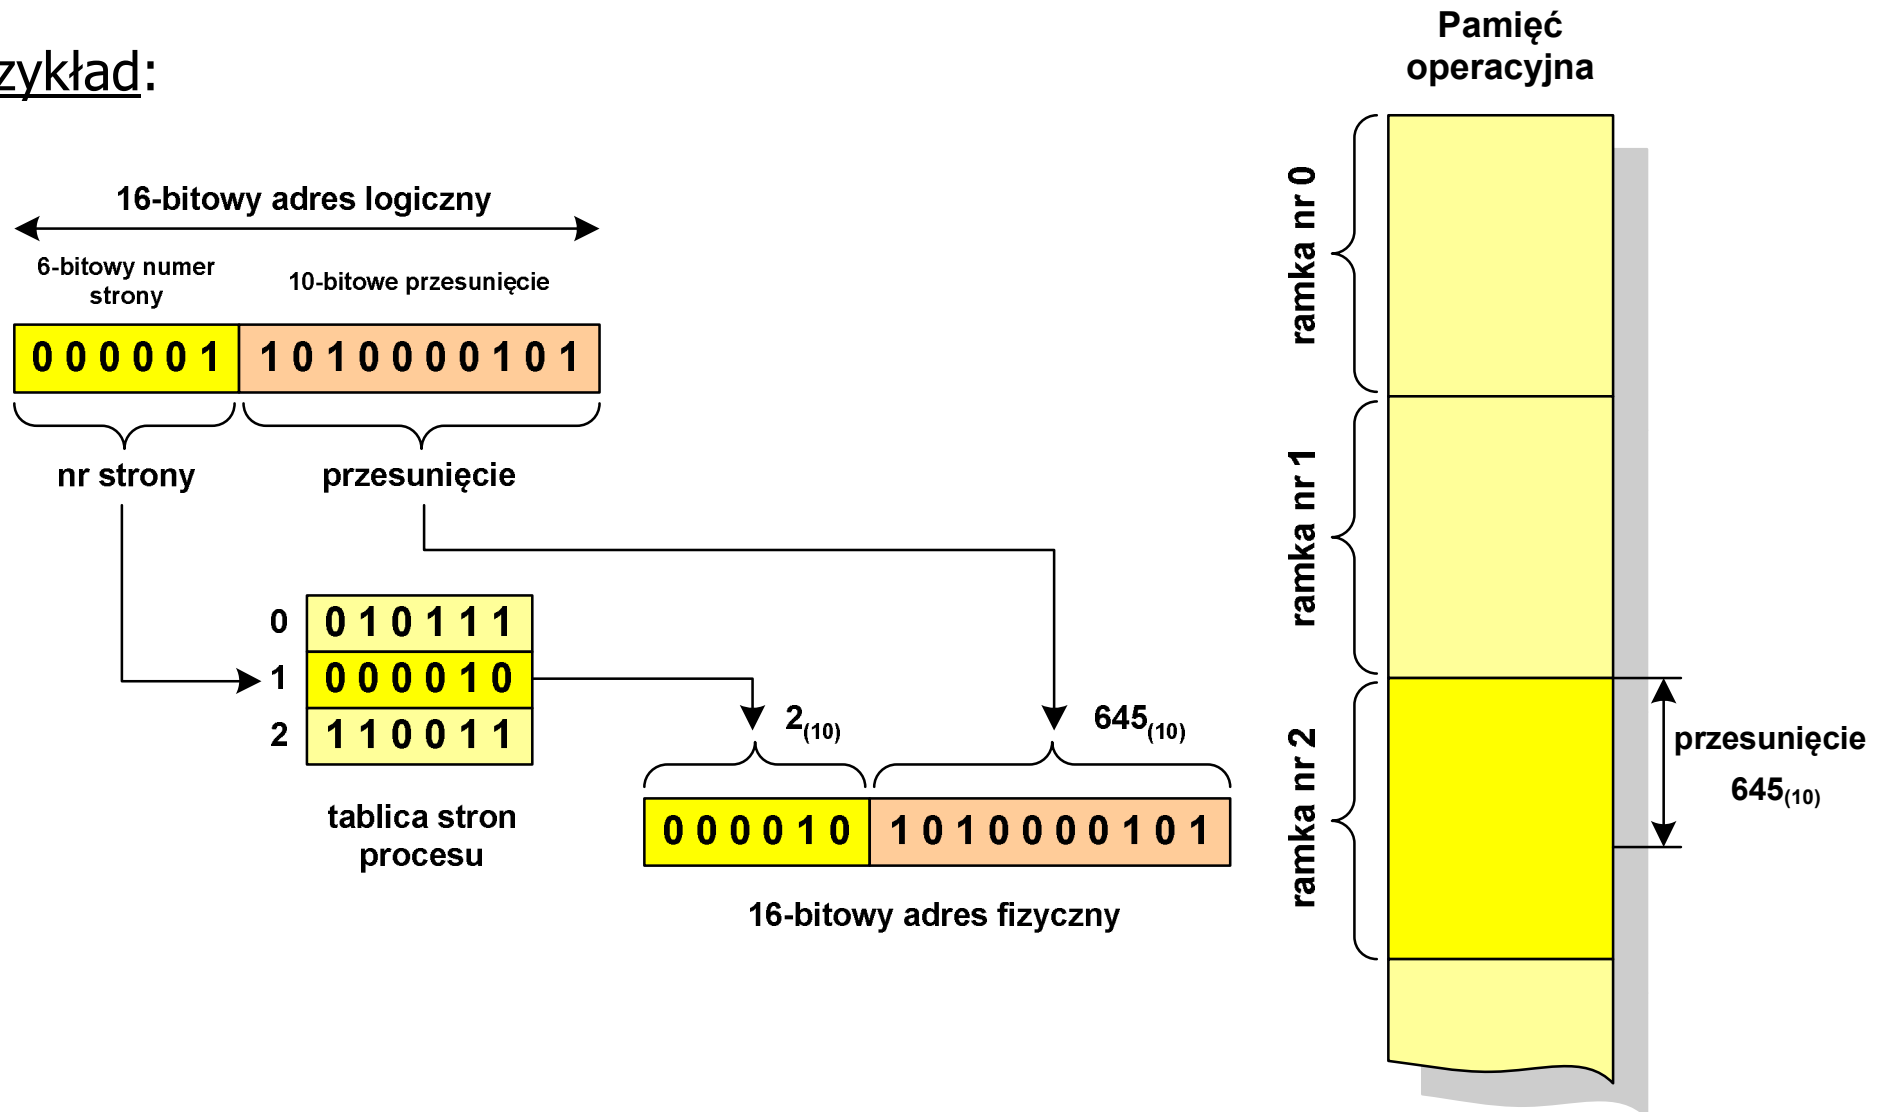 zykład:
Pamięć
operacyjna
16-bitowy adres logiczny
6-bitowy numer
strony
10-bitowe przesunięcie
0 0 0 0 0 1 1 0 1 0 0 0 0 1 0 1
nr strony
przesunięcie
0 0 1 0 1 1 1
1 0 0 0 0 1 0
2 1 1 0 0 1 1
tablica stron
procesu
2(10)
645(10)
0 0 0 0 1 0 1 0 1 0 0 0 0 1 0 1
16-bitowy adres fizyczny
ramka nr 0
ramka nr 1
ramka nr 2
przesunięcie
645(10)